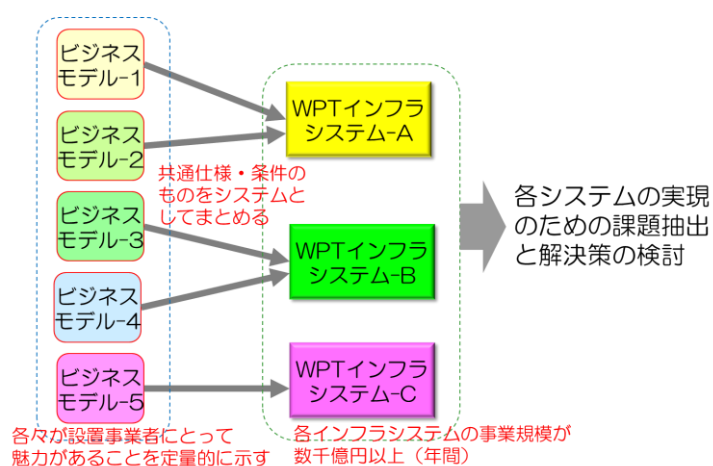 ビジネス
モデル-1
ビジネス
モデル-2
ビジネス
モデル-3
ビジネス
モデル-4
ビジネス
モデル-5
各々が設置事業者にとって
魅力があることを定量的に示す
共通仕様・条件の
ものをシステムと
してまとめる
WPTインフラ
システム-A
WPTインフラ
システム-B
WPTインフラ
システム-C
各インフラシステムの事業規模が
数千億円以上（年間）
各システムの実現
のための課題抽出
と解決策の検討